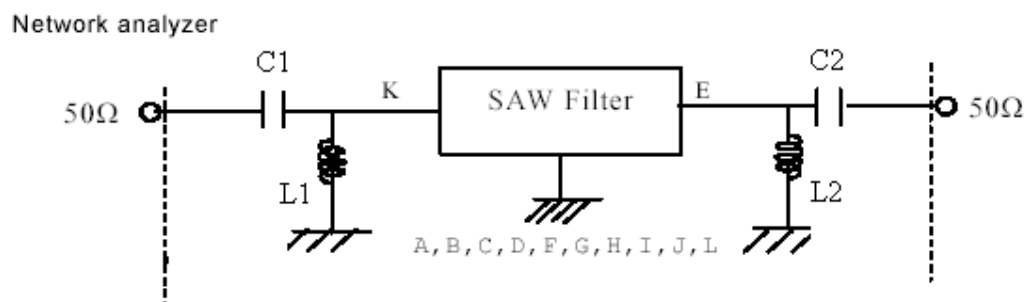 Network analyzer
C1
C2
50Ω
K
SAW Filter
E
50Ω
L1
L2
A,B,C,D,F,G,H,I,J,L